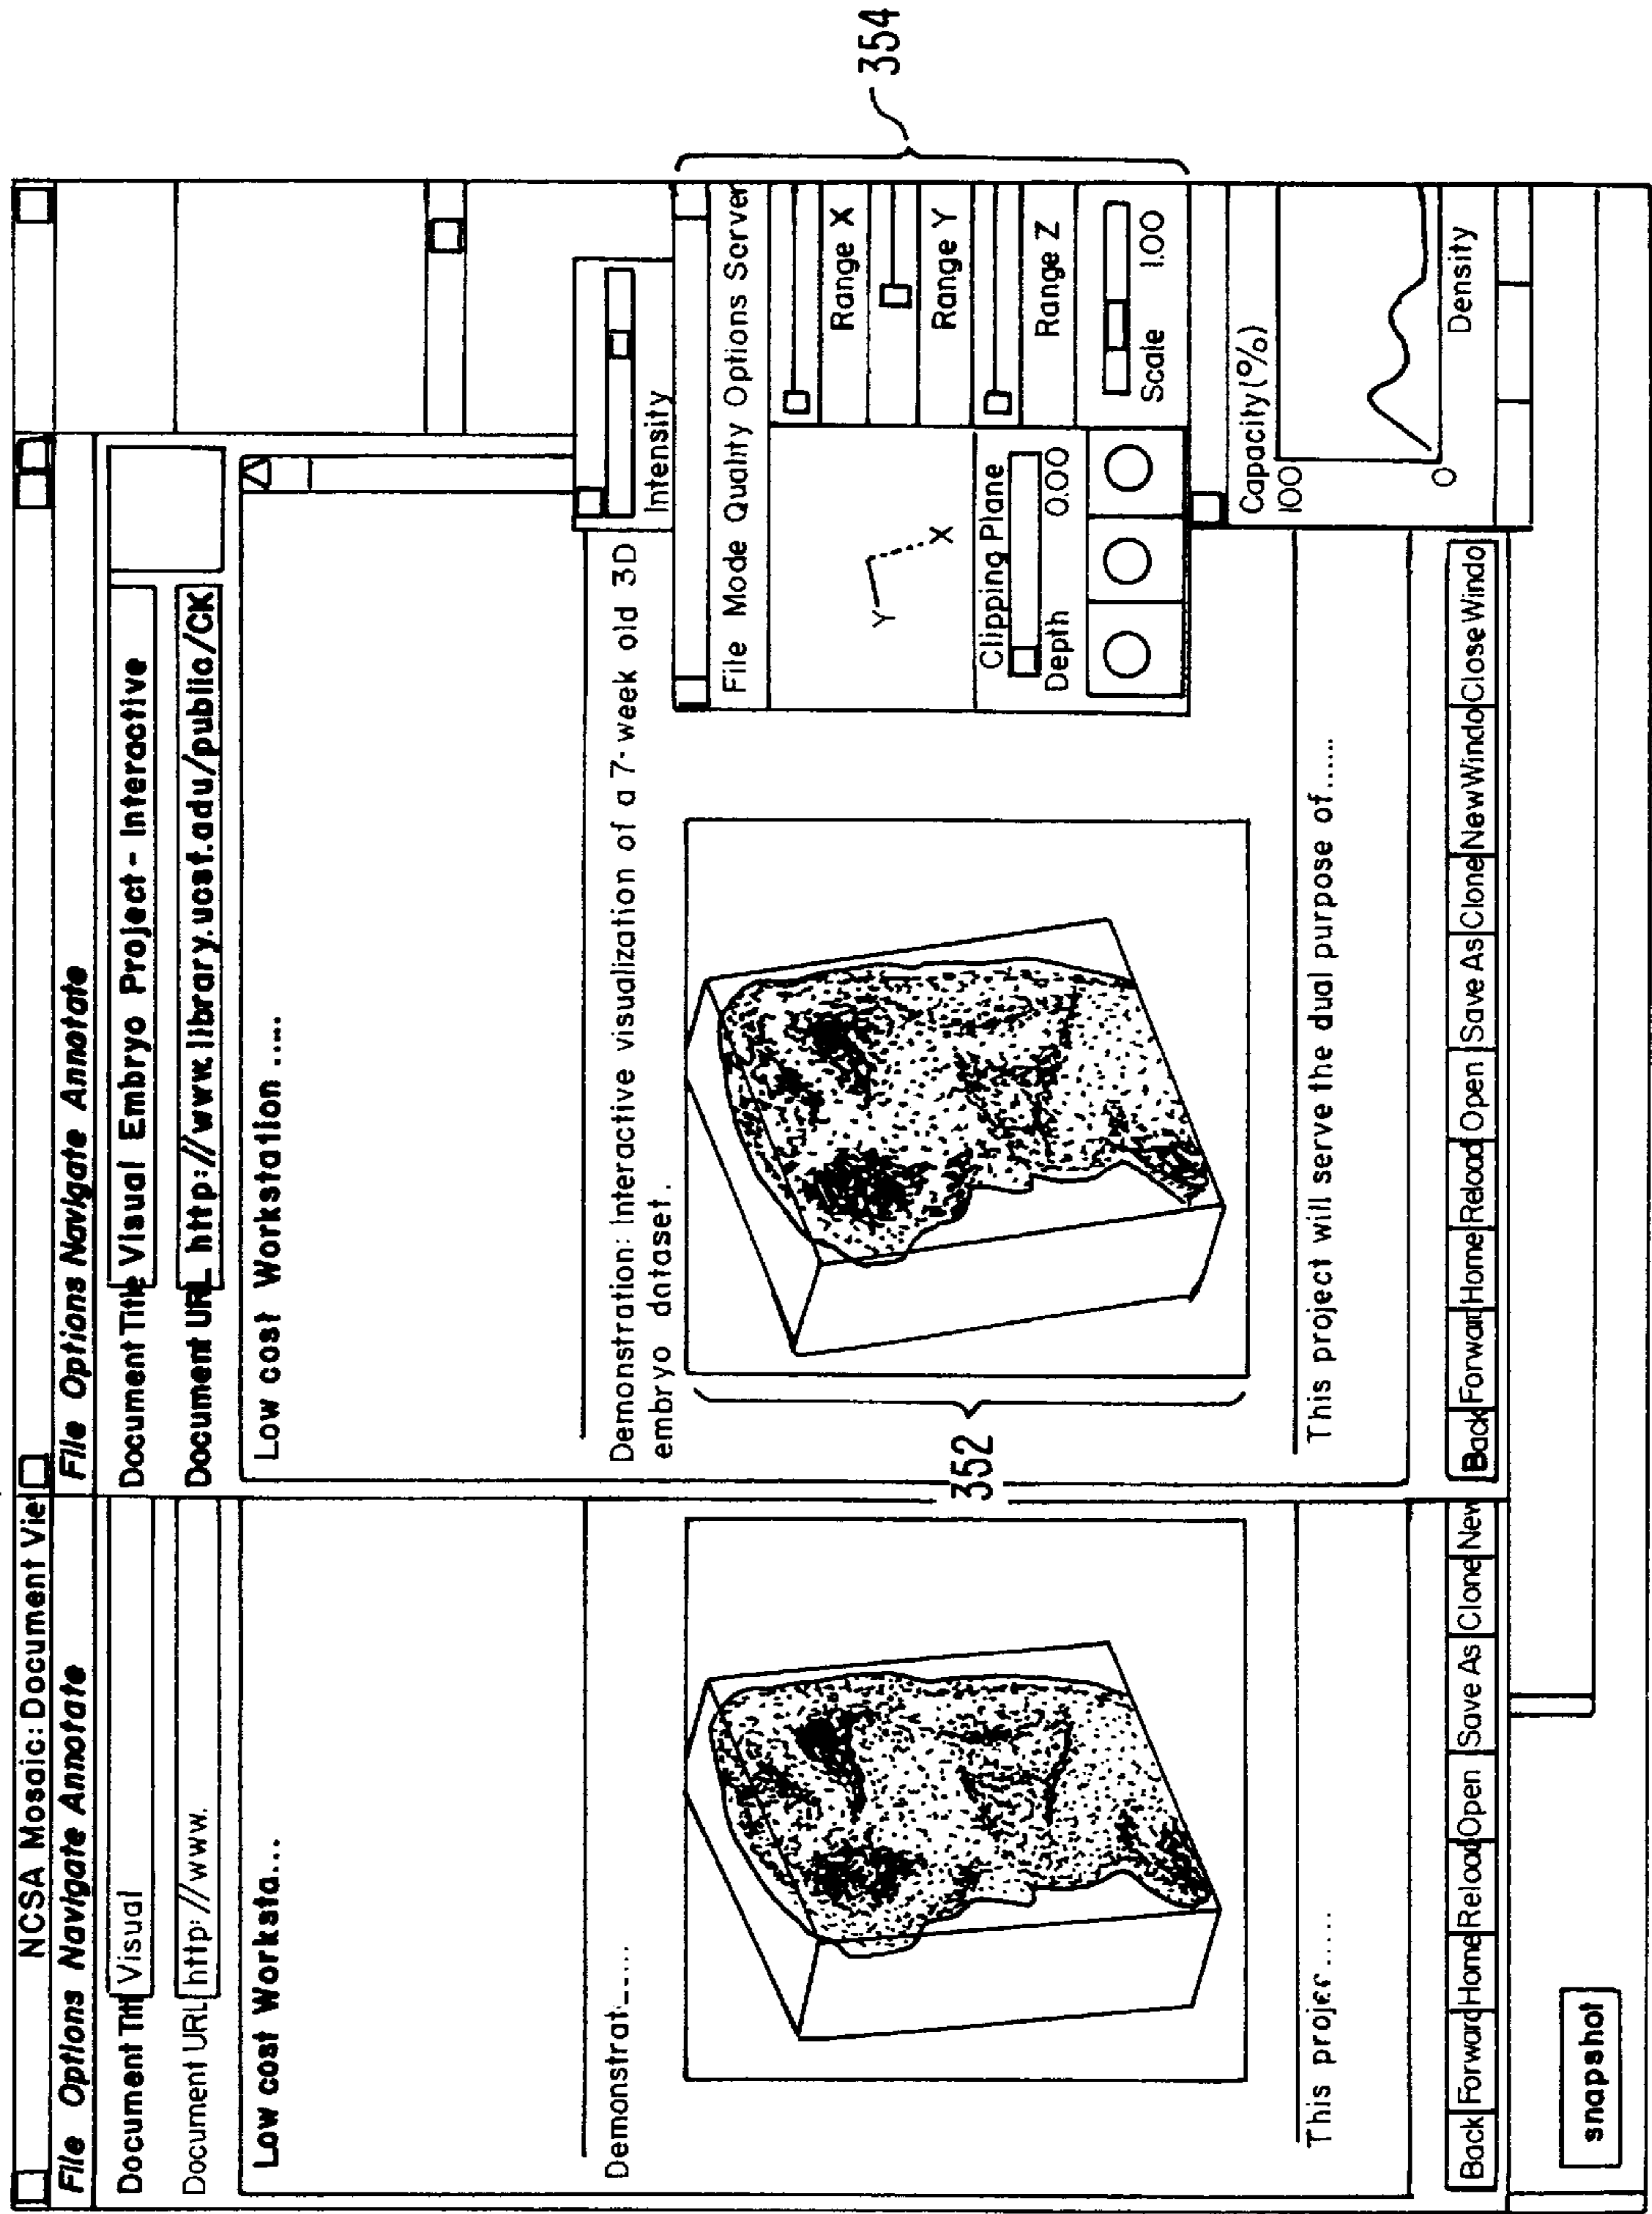 NCSA Mosaic: Document Vie
File Options Navigate Annotate
Document Titl Visual
Document URL http://www.
Low cost Worksta...
Demonstrat....
This projec.....
Back Forward Home Reload Open Save As Clone New
snapshot
File Options Navigate Annotate
Document Title Visual Embryo Project - Interactive
Document URL http://www.library.ucsf.adu/public/CK
Low cost Workstation ....
Demonstration: Interactive visualization of a 7-week old 3D
embryo dataset.
352
This project will serve the dual purpose of......
Back Forward Home Reload Open Save As Clone New Windo Close Windo
Intensity
File Mode Quality Options Server
Y
X
Range X
Range Y
Range Z
Clipping Plane
Depth 0.00
Scale 1.00
354
Capacity (%)
100
0
Density